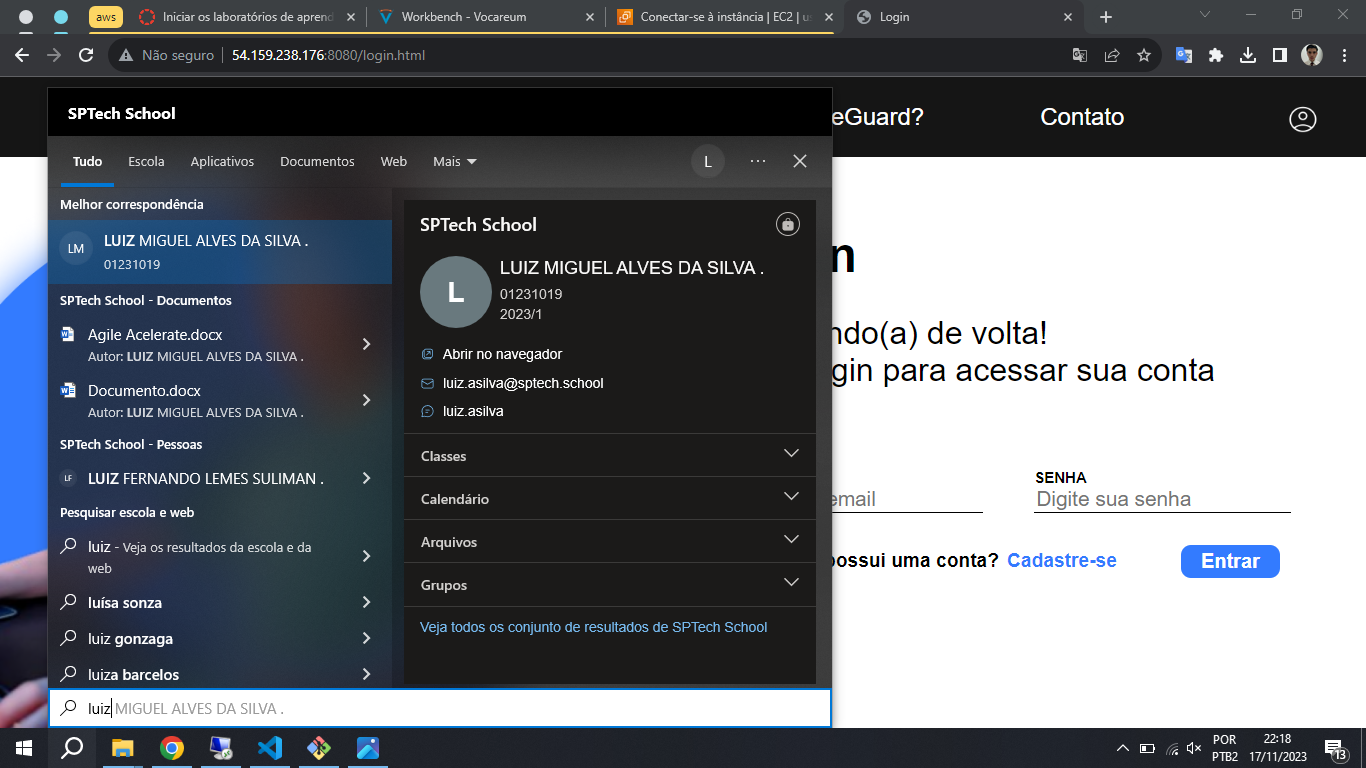 aws
Iniciar os laboratórios de aprend
Workbench - Vocareum
Conectar-se à instância | EC2 | us
Login
Não seguro
54.159.238.176:8080/login.html
SPTech School
eGuard?
Contato
Tudo
Escola
Aplicativos
Documentos
Web
Mais
L
Melhor correspondência
LM
LUIZ MIGUEL ALVES DA SILVA .
01231019
SPTech School - Documentos
Agile Acelerate.docx
Autor: LUIZ MIGUEL ALVES DA SILVA .
Documento.docx
Autor: LUIZ MIGUEL ALVES DA SILVA .
SPTech School - Pessoas
LF
LUIZ FERNANDO LEMES SULIMAN .
Pesquisar escola e web
luiz - Veja os resultados da escola e da
web
luísa sonza
luiz gonzaga
luiza barcelos
luiz MIGUEL ALVES DA SILVA .
SPTech School
L
LUIZ MIGUEL ALVES DA SILVA .
01231019
2023/1
Abrir no navegador
luiz.asilva@sptech.school
luiz.asilva
Classes
Calendário
Arquivos
Grupos
Veja todos os conjunto de resultados de SPTech School
n
ndo(a) de volta!
gin para acessar sua conta
SENHA
email
Digite sua senha
possui uma conta? Cadastre-se
Entrar
POR
PTB2
22:18
17/11/2023
13